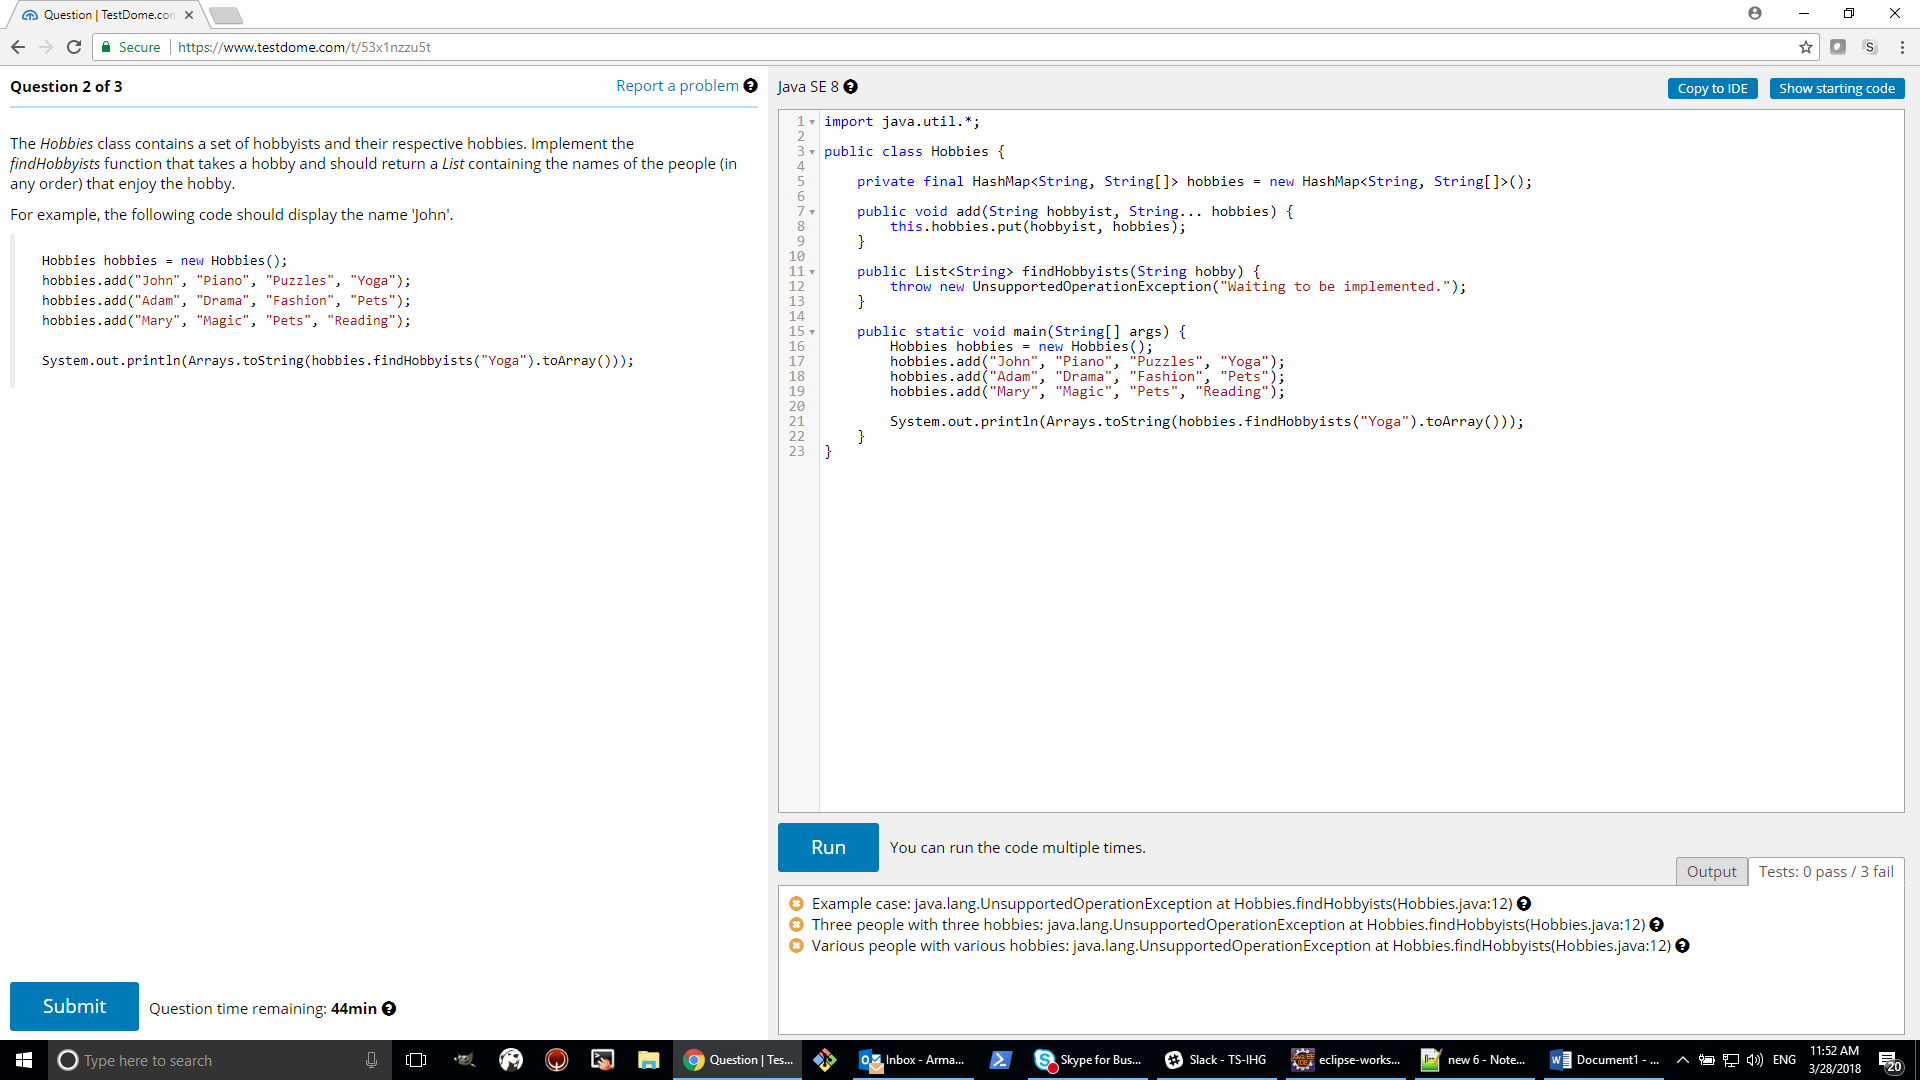 Question | TestDome.com
Secure
https://www.testdome.com/t/53x1nzzu5t
S
Question 2 of 3
Report a problem
The Hobbies class contains a set of hobbyists and their respective hobbies. Implement the
findHobbyists function that takes a hobby and should return a List containing the names of the people (in
any order) that enjoy the hobby.
For example, the following code should display the name 'John'.
Hobbies hobbies = new Hobbies();
hobbies.add("John", "Piano", "Puzzles", "Yoga");
hobbies.add("Adam", "Drama", "Fashion", "Pets");
hobbies.add("Mary", "Magic", "Pets", "Reading");
System.out.println(Arrays.toString(hobbies.findHobbyists("Yoga").toArray()));
Submit
Question time remaining: 44min
Java SE 8
Copy to IDE
Show starting code
1 import java.util.*;
2
3 public class Hobbies {
4
5 private final HashMap<String, String[]> hobbies = new HashMap<String, String[]>();
6
7 public void add(String hobbyist, String... hobbies) {
8 this.hobbies.put(hobbyist, hobbies);
9 }
10
11 public List<String> findHobbyists(String hobby) {
12 throw new UnsupportedOperationException("Waiting to be implemented.");
13 }
14
15 public static void main(String[] args) {
16 Hobbies hobbies = new Hobbies();
17 hobbies.add("John", "Piano", "Puzzles", "Yoga");
18 hobbies.add("Adam", "Drama", "Fashion", "Pets");
19 hobbies.add("Mary", "Magic", "Pets", "Reading");
20
21 System.out.println(Arrays.toString(hobbies.findHobbyists("Yoga").toArray()));
22 }
23 }
Run
You can run the code multiple times.
Output
Tests: 0 pass / 3 fail
Example case: java.lang.UnsupportedOperationException at Hobbies.findHobbyists(Hobbies.java:12)
Three people with three hobbies: java.lang.UnsupportedOperationException at Hobbies.findHobbyists(Hobbies.java:12)
Various people with various hobbies: java.lang.UnsupportedOperationException at Hobbies.findHobbyists(Hobbies.java:12)
Type here to search
Question | Tes...
Inbox - Arma...
Skype for Bus...
Slack - TS-IHG
eclipse-works...
new 6 - Note...
Document1 - ...
ENG
11:52 AM
3/28/2018
20